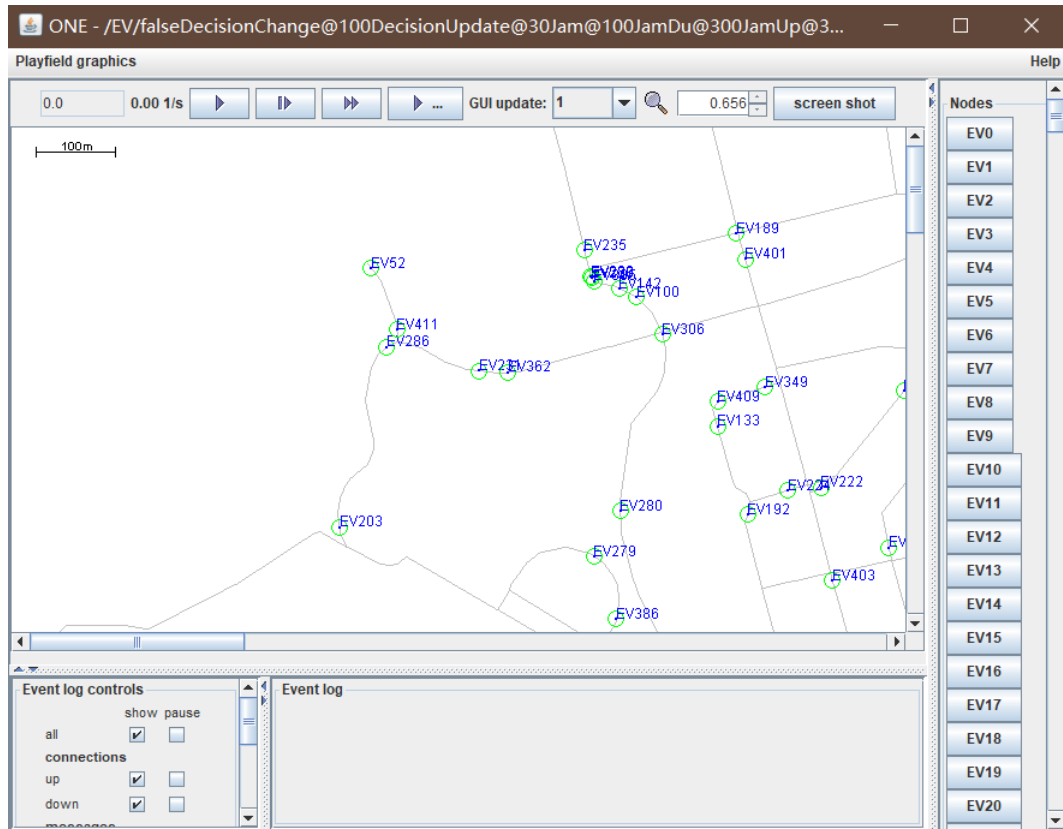 ONE - /EV/falseDecisionChange@100DecisionUpdate@30Jam@100JamDu@300JamUp@3...
Playfield graphics
Help
0.0
0.00 1/s
...
GUI update:
1
0.656
screen shot
Nodes
100m
EV189
EV235
EV401
EV52
EV142
EV100
EV411
EV306
EV286
EV231
EV362
EV349
EV409
EV133
EV222
EV280
EV192
EV203
EV279
EV403
EV386
EV0
EV1
EV2
EV3
EV4
EV5
EV6
EV7
EV8
EV9
EV10
EV11
EV12
EV13
EV14
EV15
EV16
EV17
EV18
EV19
EV20
Event log controls
show pause
all
connections
up
down
messages
Event log